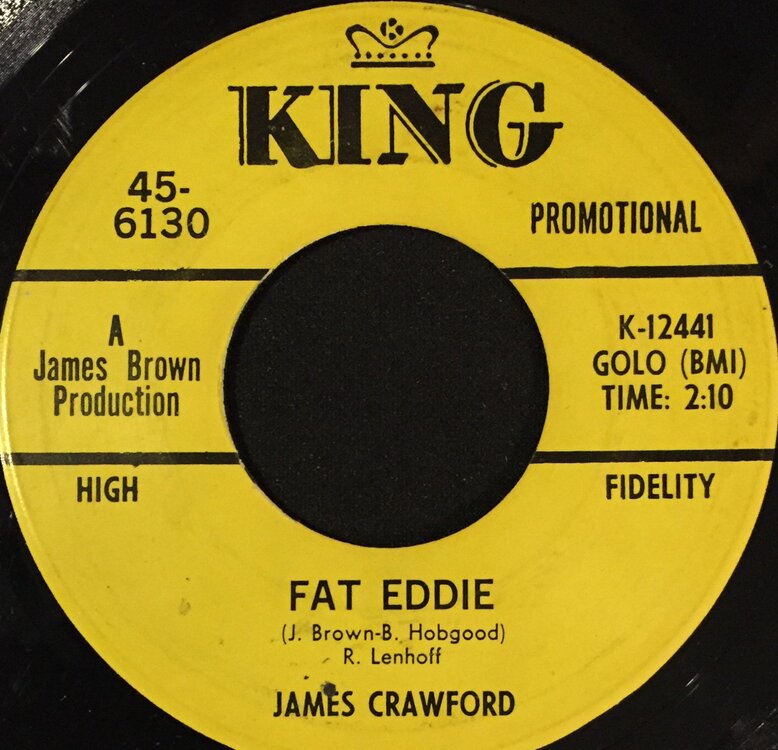 K
KING
45-
6130
PROMOTIONAL
A
James Brown
Production
K-12441
GOLO (BMI)
TIME: 2:10
HIGH
FIDELITY
FAT EDDIE
(J. Brown-B. Hobgood)
R. Lenhoff
JAMES CRAWFORD